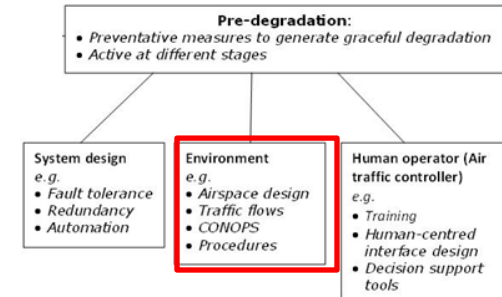 Pre-degradation:
• Preventative measures to generate graceful degradation
• Active at different stages
System design
e.g.
• Fault tolerance
• Redundancy
• Automation
Environment
e.g.
• Airspace design
• Traffic flows
• CONOPS
• Procedures
Human operator (Air
traffic controller)
e.g.
• Training
• Human-centred
interface design
• Decision support
tools